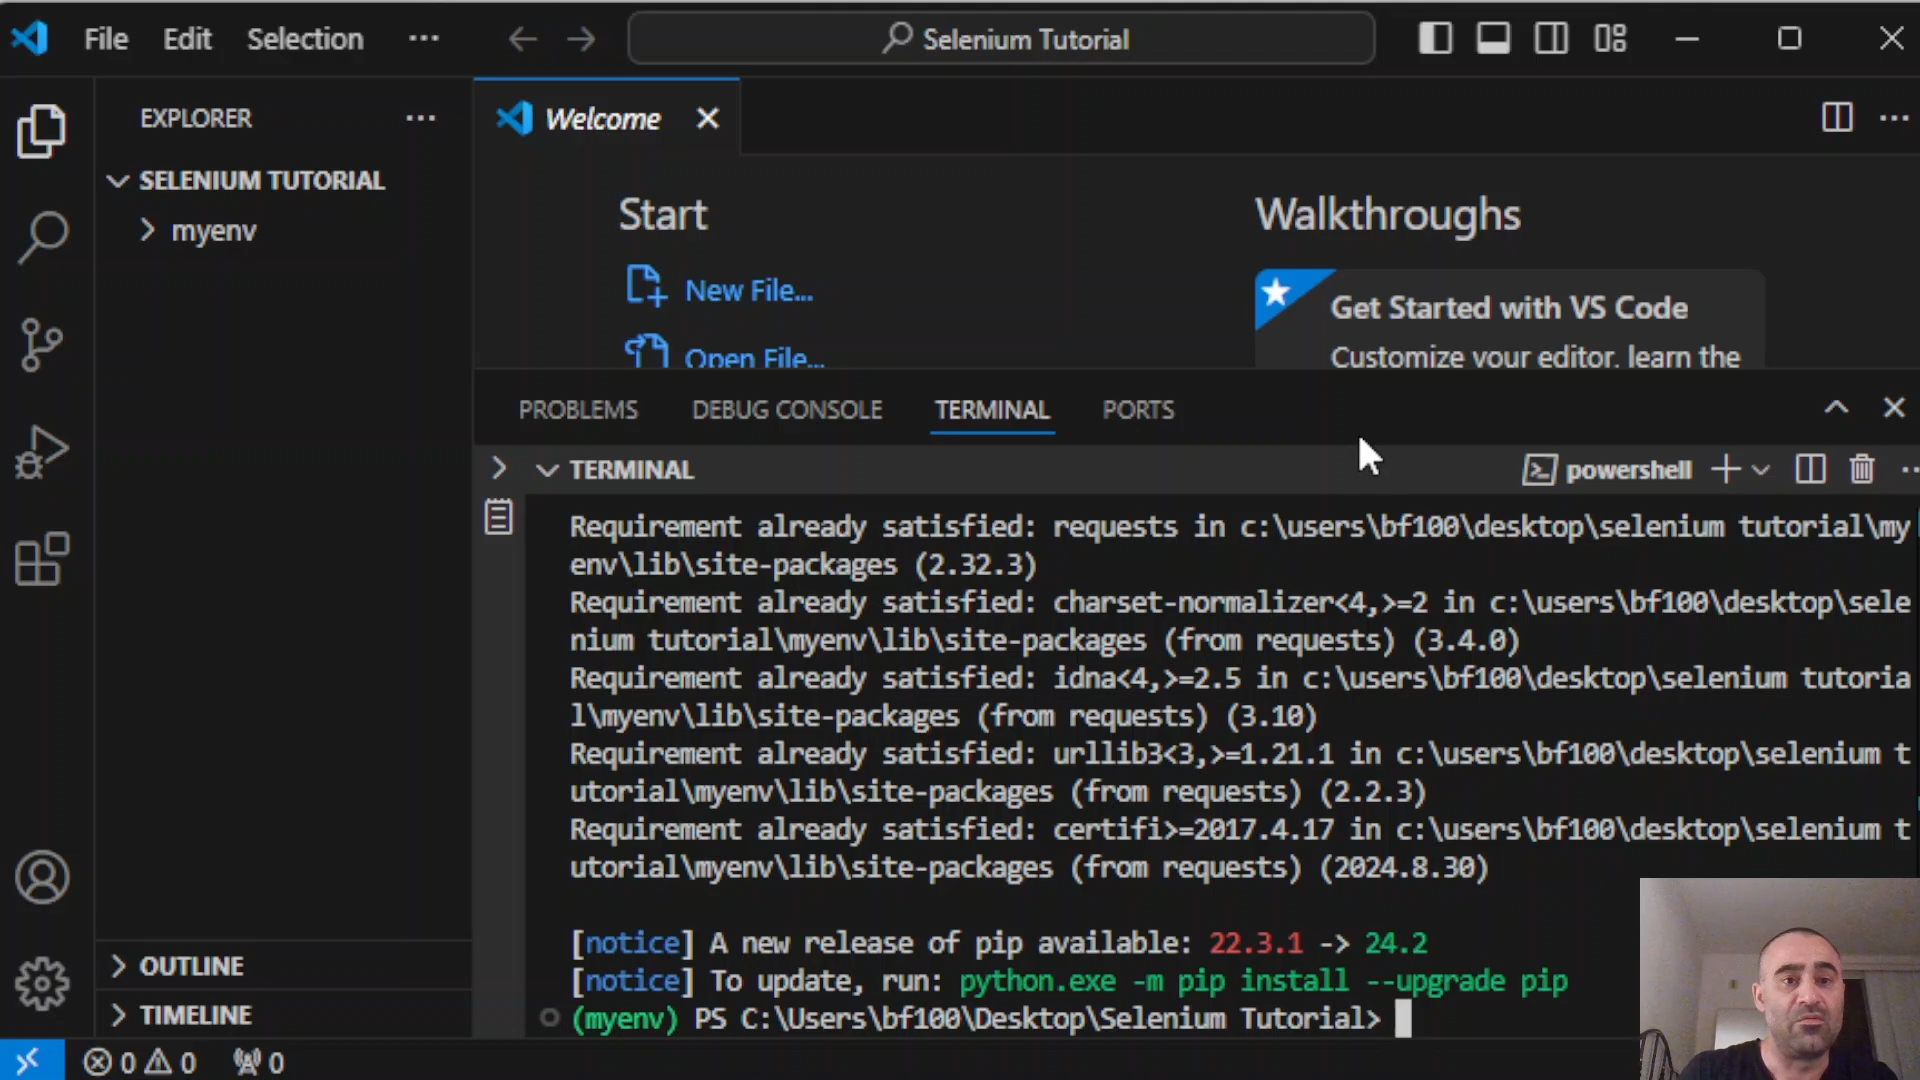 File Edit Selection ···
Selenium Tutorial
EXPLORER ···
SELENIUM TUTORIAL
myenv
OUTLINE
TIMELINE
Welcome
Start
New File...
Open File...
Walkthroughs
Get Started with VS Code
Customize your editor, learn the
PROBLEMS DEBUG CONSOLE TERMINAL PORTS
TERMINAL
powershell
Requirement already satisfied: requests in c:\users\bf100\desktop\selenium tutorial\my
env\lib\site-packages (2.32.3)
Requirement already satisfied: charset-normalizer<4,>=2 in c:\users\bf100\desktop\sele
nium tutorial\myenv\lib\site-packages (from requests) (3.4.0)
Requirement already satisfied: idna<4,>=2.5 in c:\users\bf100\desktop\selenium tutoria
l\myenv\lib\site-packages (from requests) (3.10)
Requirement already satisfied: urllib3<3,>=1.21.1 in c:\users\bf100\desktop\selenium t
utorial\myenv\lib\site-packages (from requests) (2.2.3)
Requirement already satisfied: certifi>=2017.4.17 in c:\users\bf100\desktop\selenium t
utorial\myenv\lib\site-packages (from requests) (2024.8.30)
[notice] A new release of pip available: 22.3.1 -> 24.2
[notice] To update, run: python.exe -m pip install --upgrade pip
(myenv) PS C:\Users\bf100\Desktop\Selenium Tutorial>
0 0 0